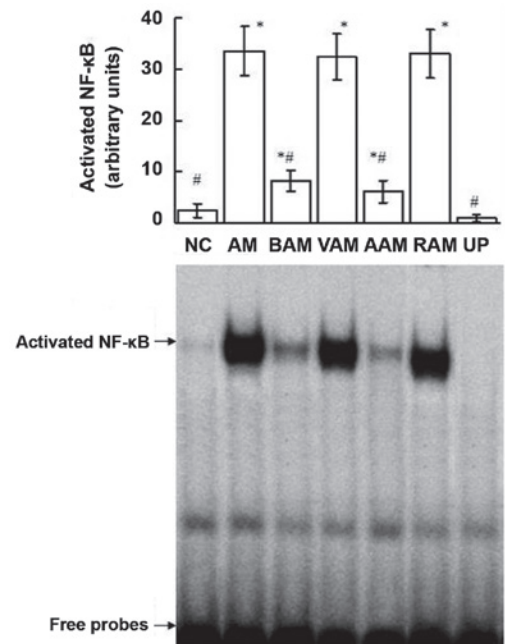 Activated NF-κB
(arbitrary units)
40
30
20
10
0
*
*
*
*#
*#
#
#
NC AM BAM VAM AAM RAM UP
Activated NF-κB
Free probes